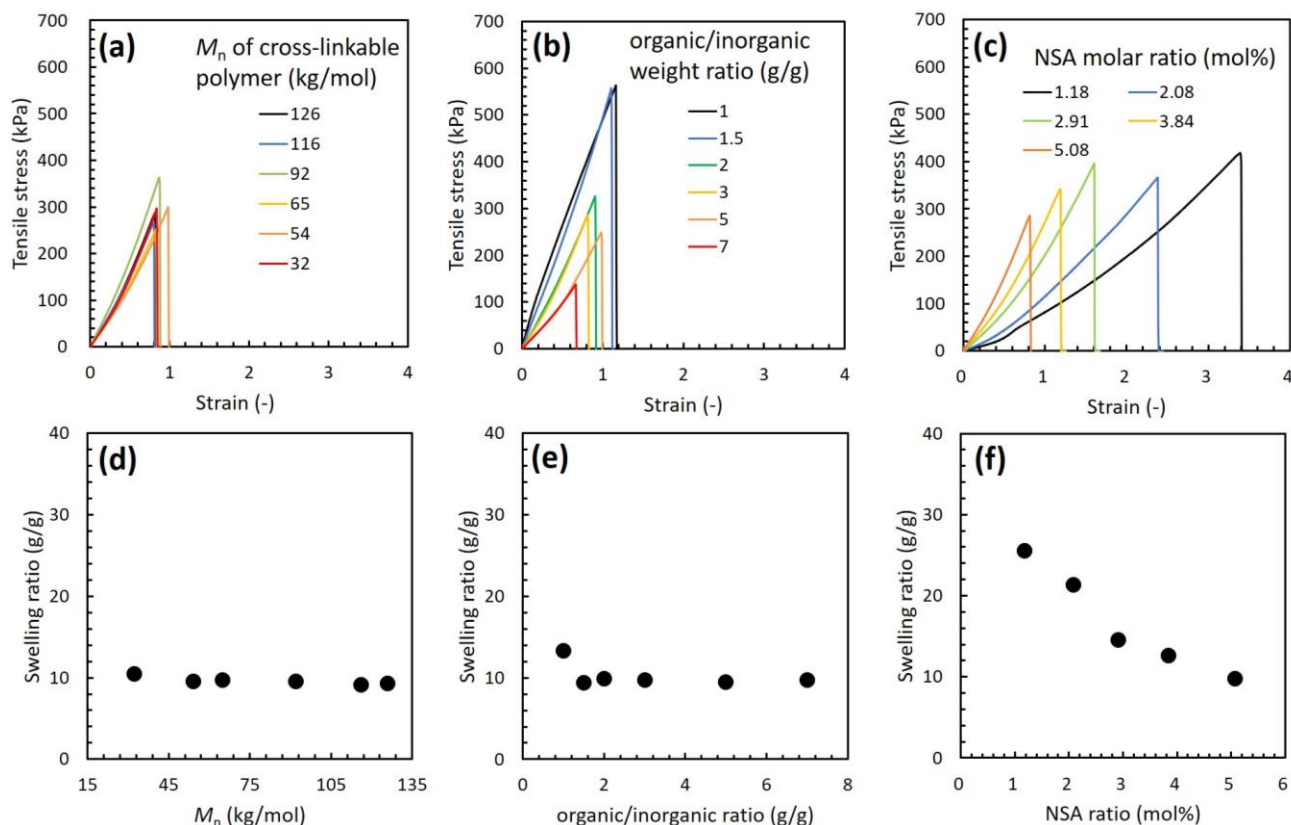 (a)
M_n of cross-linkable
polymer (kg/mol)
126
116
92
65
54
32
Tensile stress (kPa)
700
600
500
400
300
200
100
0
0 1 2 3 4
Strain (-)
(b)
organic/inorganic
weight ratio (g/g)
1
1.5
2
3
5
7
Tensile stress (kPa)
700
600
500
400
300
200
100
0
0 1 2 3 4
Strain (-)
(c)
NSA molar ratio (mol%)
1.18 2.08
2.91 3.84
5.08
Tensile stress (kPa)
700
600
500
400
300
200
100
0
0 1 2 3 4
Strain (-)
(d)
Swelling ratio (g/g)
40
30
20
10
0
15 45 75 105 135
M_n (kg/mol)
(e)
Swelling ratio (g/g)
40
30
20
10
0
0 2 4 6 8
organic/inorganic ratio (g/g)
(f)
Swelling ratio (g/g)
40
30
20
10
0
0 1 2 3 4 5 6
NSA ratio (mol%)